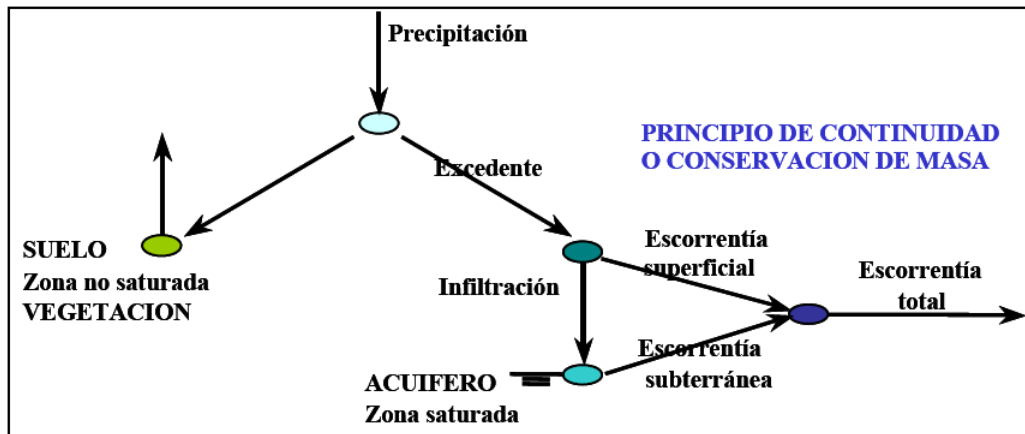 Precipitación
PRINCIPIO DE CONTINUIDAD
O CONSERVACION DE MASA
Excedente
SUELO
Zona no saturada
VEGETACION
Escorrentía
superficial
Infiltración
Escorrentía
total
Escorrentía
subterránea
ACUIFERO
Zona saturada